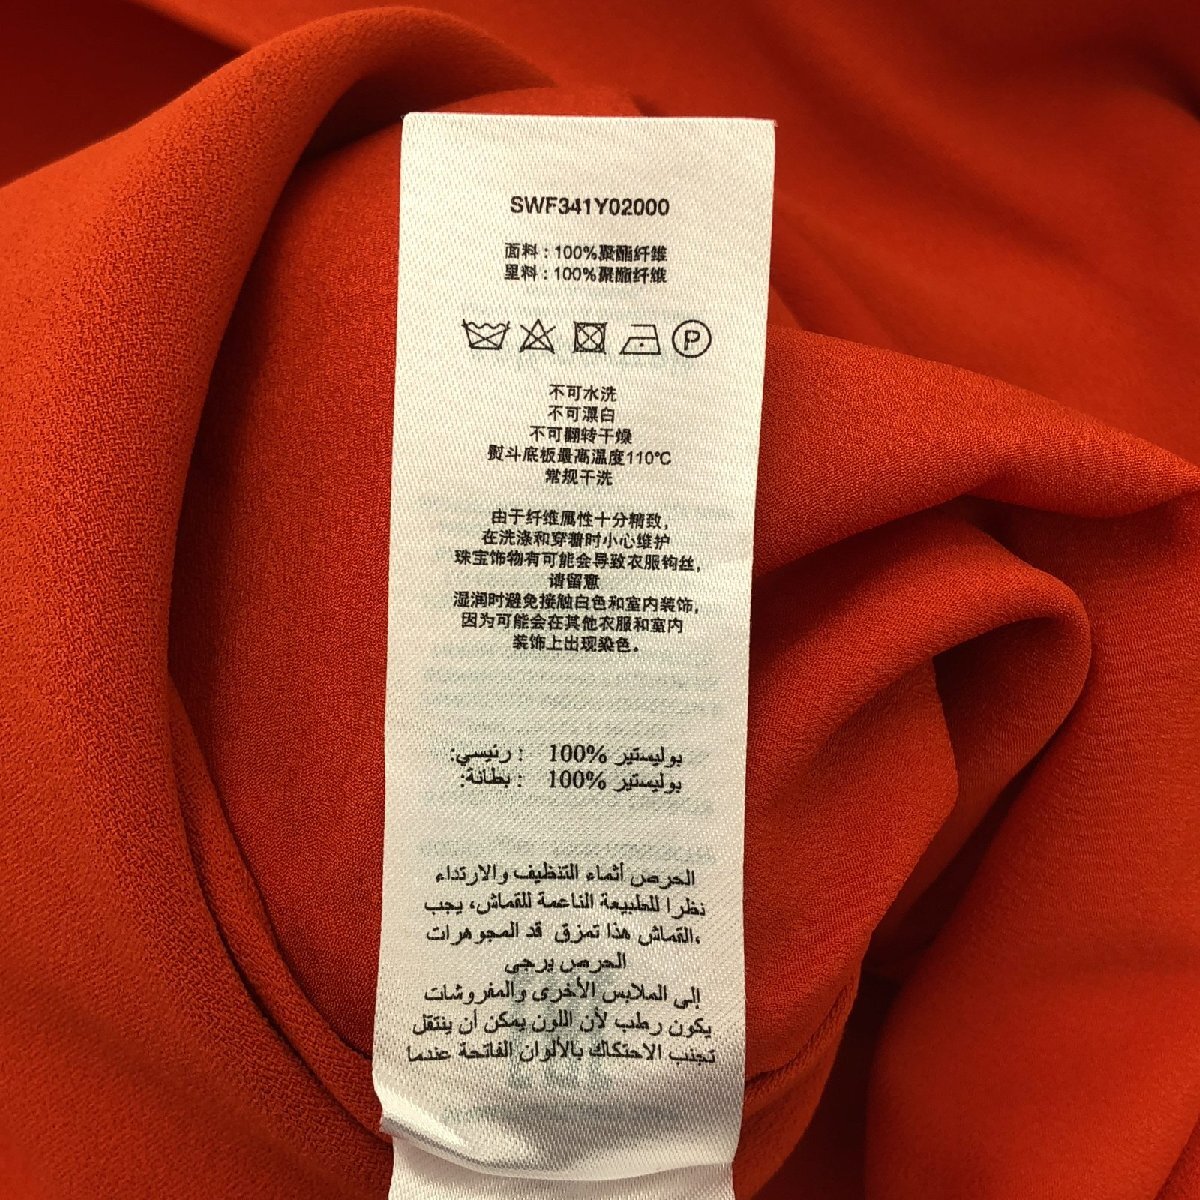 SWF341Y02000
面料：100%聚酯纤维
里料：100%聚酯纤维
P
不可水洗
不可漂白
不可翻转干燥
熨斗底板最高温度110°C
常规干洗
由于纤维属性十分精致，
在洗涤和穿着时小心维护
珠宝饰物有可能会导致衣服钩丝，
请留意
湿润时避免接触白色和室内装饰，
因为可能会在其他衣服和室内
装饰上出现染色。
بوليستير %100 : رئيسي:
بوليستير %100 : بطانة:
الحرص أثماء التنظيف والارتداء
نظرا للطبيعة الناعمة للقماش، يجب
،القماش هذا تمزق قد المجوهرات
الحرص يرجى
إلى الملابس الأخرى والمفروشات
يكون رطب لأن اللون يمكن أن ينتقل
تجنب الاحتكاك بالألوان الفاتحة عندما